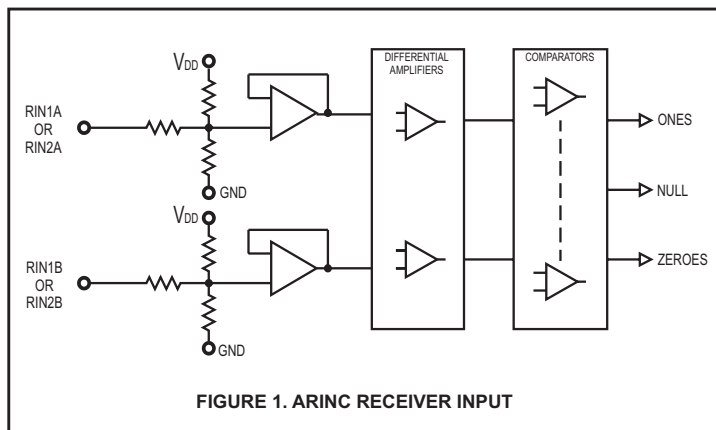 DIFFERENTIAL
AMPLIFIERS
COMPARATORS
VDD
RIN1A
OR
RIN2A
ONES
GND
NULL
VDD
RIN1B
OR
RIN2B
ZEROES
GND
FIGURE 1. ARINC RECEIVER INPUT